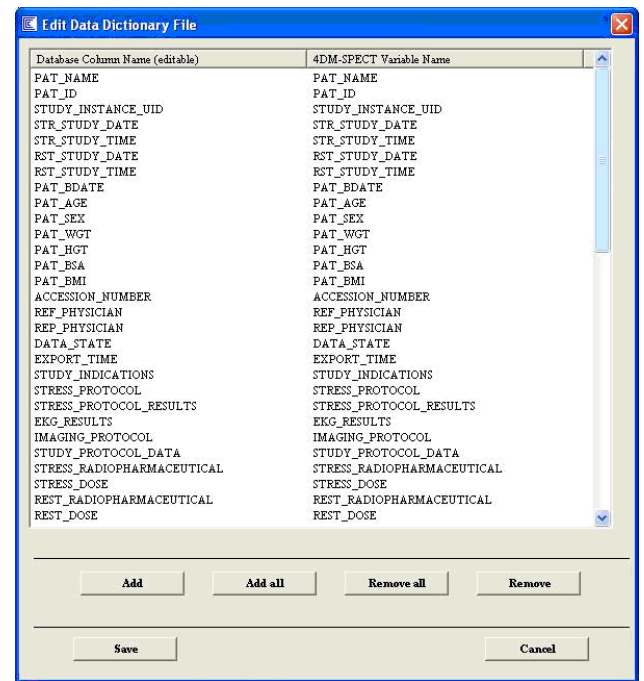 Edit Data Dictionary File
Database Column Name (editable) 4DM-SPECT Variable Name
PAT_NAME PAT_NAME
PAT_ID PAT_ID
STUDY_INSTANCE_UID STUDY_INSTANCE_UID
STR_STUDY_DATE STR_STUDY_DATE
STR_STUDY_TIME STR_STUDY_TIME
RST_STUDY_DATE RST_STUDY_DATE
RST_STUDY_TIME RST_STUDY_TIME
PAT_BDATE PAT_BDATE
PAT_AGE PAT_AGE
PAT_SEX PAT_SEX
PAT_WGT PAT_WGT
PAT_HGT PAT_HGT
PAT_BSA PAT_BSA
PAT_BMI PAT_BMI
ACCESSION_NUMBER ACCESSION_NUMBER
REF_PHYSICIAN REF_PHYSICIAN
REP_PHYSICIAN REP_PHYSICIAN
DATA_STATE DATA_STATE
EXPORT_TIME EXPORT_TIME
STUDY_INDICATIONS STUDY_INDICATIONS
STRESS_PROTOCOL STRESS_PROTOCOL
STRESS_PROTOCOL_RESULTS STRESS_PROTOCOL_RESULTS
EKG_RESULTS EKG_RESULTS
IMAGING_PROTOCOL IMAGING_PROTOCOL
STUDY_PROTOCOL_DATA STUDY_PROTOCOL_DATA
STRESS_RADIOPHARMACEUTICAL STRESS_RADIOPHARMACEUTICAL
STRESS_DOSE STRESS_DOSE
REST_RADIOPHARMACEUTICAL REST_RADIOPHARMACEUTICAL
REST_DOSE REST_DOSE
Add Add all Remove all Remove
Save Cancel